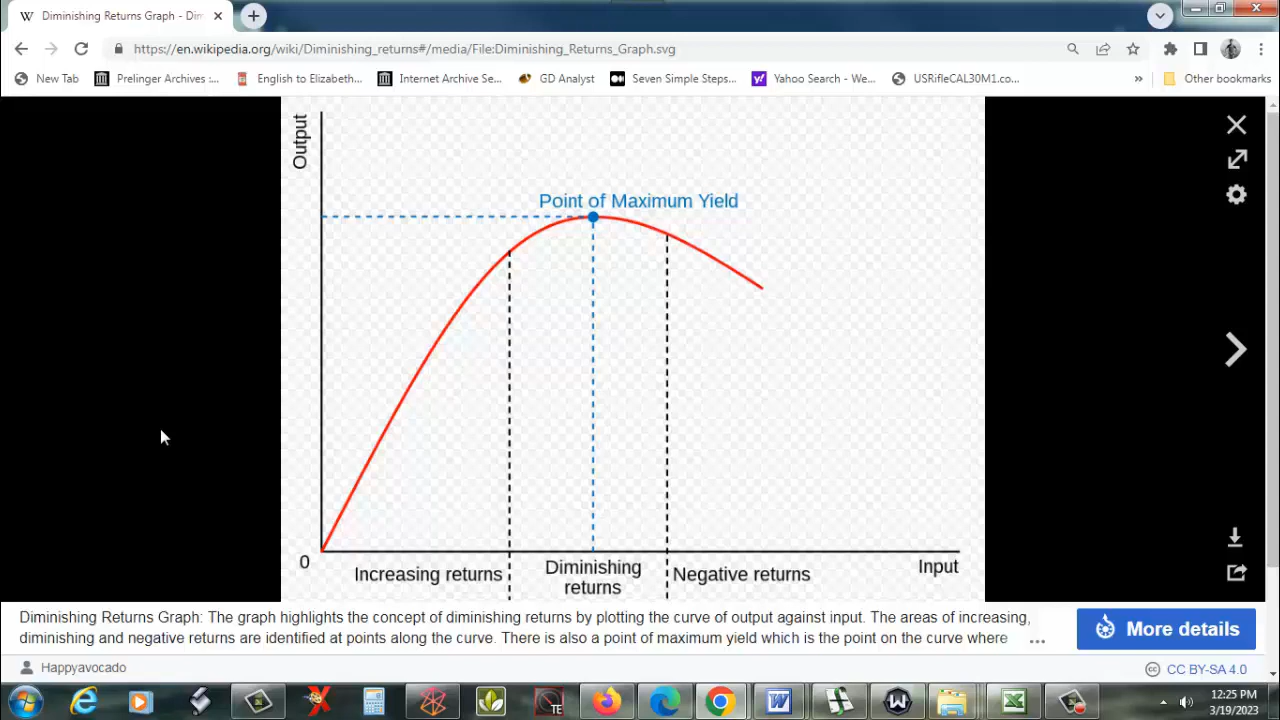 Diminishing Returns Graph - Dim
https://en.wikipedia.org/wiki/Diminishing_returns#/media/File:Diminishing_Returns_Graph.svg
New Tab Prelinger Archives :... English to Elizabeth... Internet Archive Se... GD Analyst Seven Simple Steps... Yahoo Search - We... USRifleCAL30M1.co... » Other bookmarks
Output
Point of Maximum Yield
0
Increasing returns
Diminishing
returns
Negative returns
Input
Diminishing Returns Graph: The graph highlights the concept of diminishing returns by plotting the curve of output against input. The areas of increasing,
diminishing and negative returns are identified at points along the curve. There is also a point of maximum yield which is the point on the curve where ...
More details
Happyavocado
CC BY-SA 4.0
TE
12:25 PM
3/19/2023